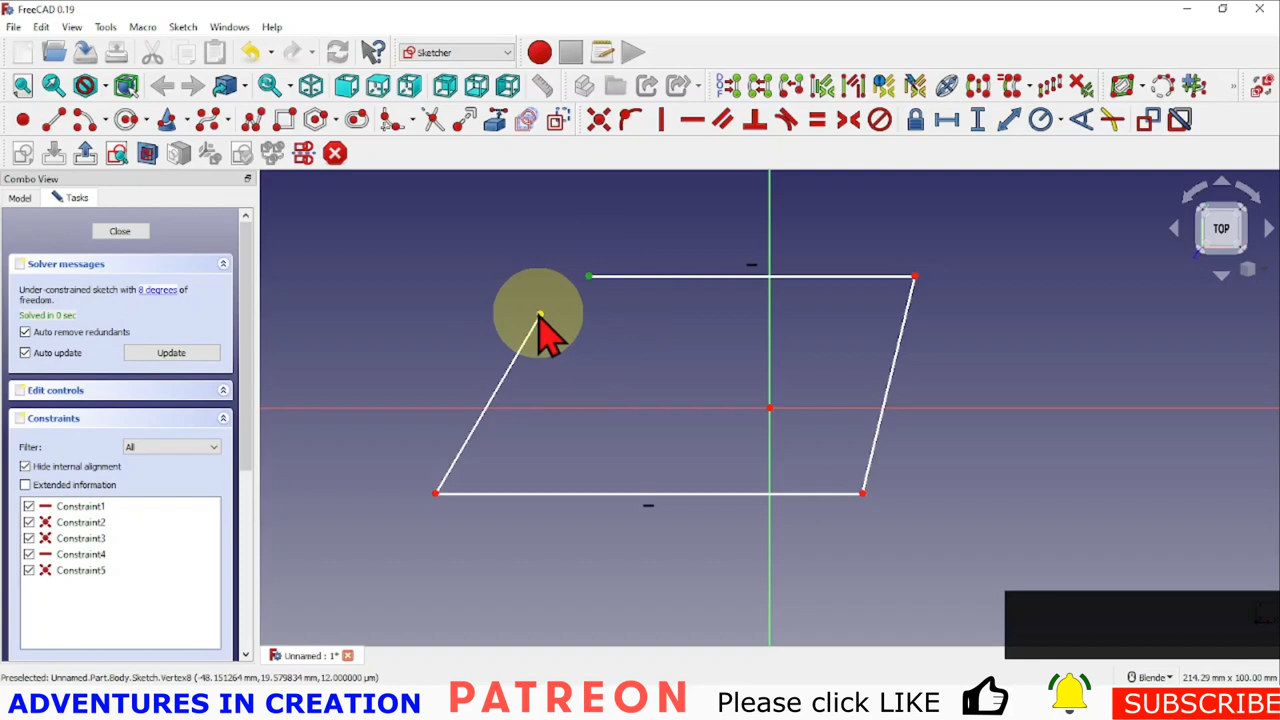 FreeCAD 0.19
File Edit View Tools Macro Sketch Windows Help
Sketcher
Combo View
Model Tasks
Close
Solver messages
Under-constrained sketch with 8 degrees of
freedom.
Solved in 0 sec
Auto remove redundants
Auto update Update
Edit controls
Constraints
Filter: All
Hide internal alignment
Extended information
Constraint1
Constraint2
Constraint3
Constraint4
Constraint5
TOP
Unnamed : 1*
Preselected: Unnamed.Part.Body.Sketch.Vertex8 (-48.151264 mm,19.579834 mm,12.000000 µm)
Blende 214.29 mm x 100.00 mm
ADVENTURES IN CREATION PATREON Please click LIKE SUBSCRIBE